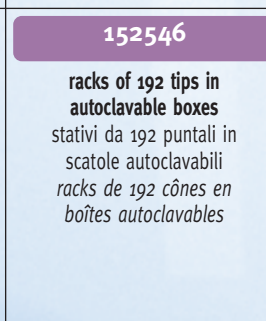 152546
racks of 192 tips in
autoclavable boxes
stativi da 192 puntali in
scatole autoclavabili
racks de 192 cônes en
boîtes autoclavables